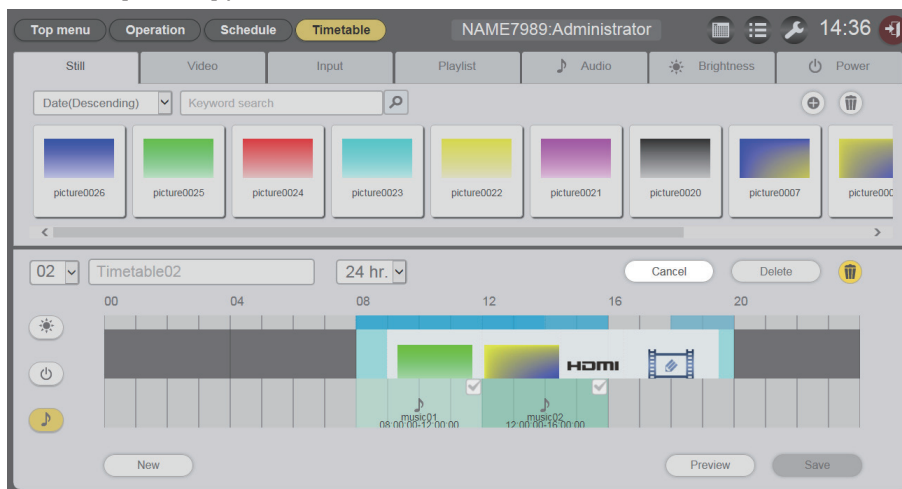 Top menu Operation Schedule Timetable NAME7989:Administrator 14:36
Still Video Input Playlist Audio Brightness Power
Date(Descending) Keyword search
picture0026 picture0025 picture0024 picture0023 picture0022 picture0021 picture0020 picture0007 picture000
02 Timetable02 24 hr. Cancel Delete
00 04 08 12 16 20
HDMI
music01 music02
08:00:00-12:00:00 12:00:00-16:00:00
New Preview Save